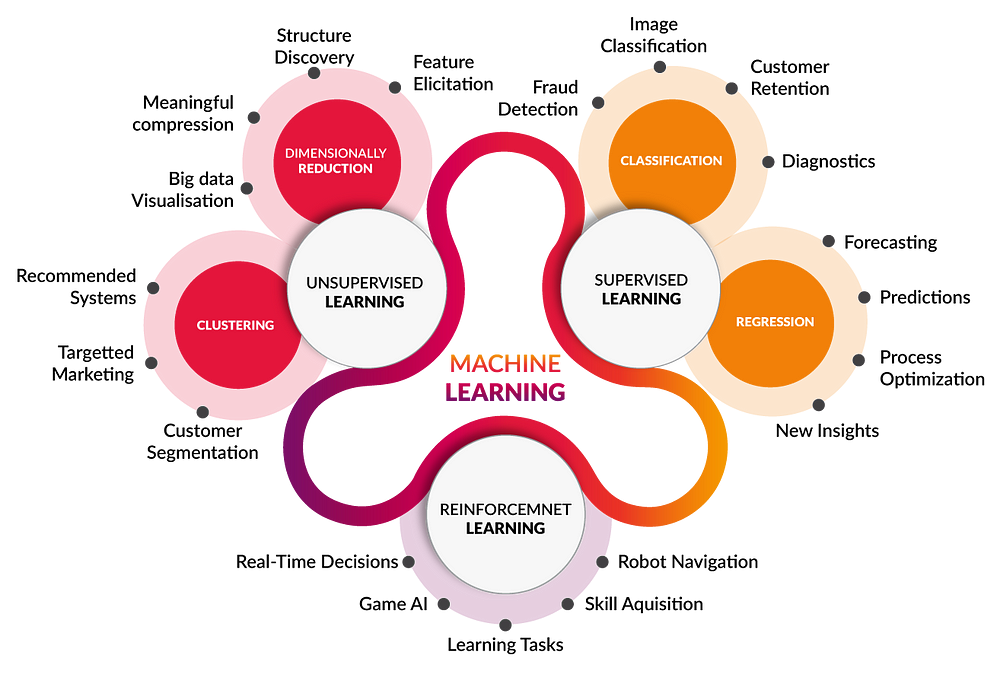 Structure
Discovery
Feature
Elicitation
Meaningful
compression
Big data
Visualisation
DIMENSIONALLY
REDUCTION
Image
Classification
Fraud
Detection
Customer
Retention
Diagnostics
CLASSIFICATION
UNSUPERVISED
LEARNING
SUPERVISED
LEARNING
Recommended
Systems
Targetted
Marketing
Customer
Segmentation
CLUSTERING
Forecasting
Predictions
Process
Optimization
New Insights
REGRESSION
MACHINE
LEARNING
REINFORCEMNET
LEARNING
Real-Time Decisions
Game AI
Learning Tasks
Skill Aquisition
Robot Navigation